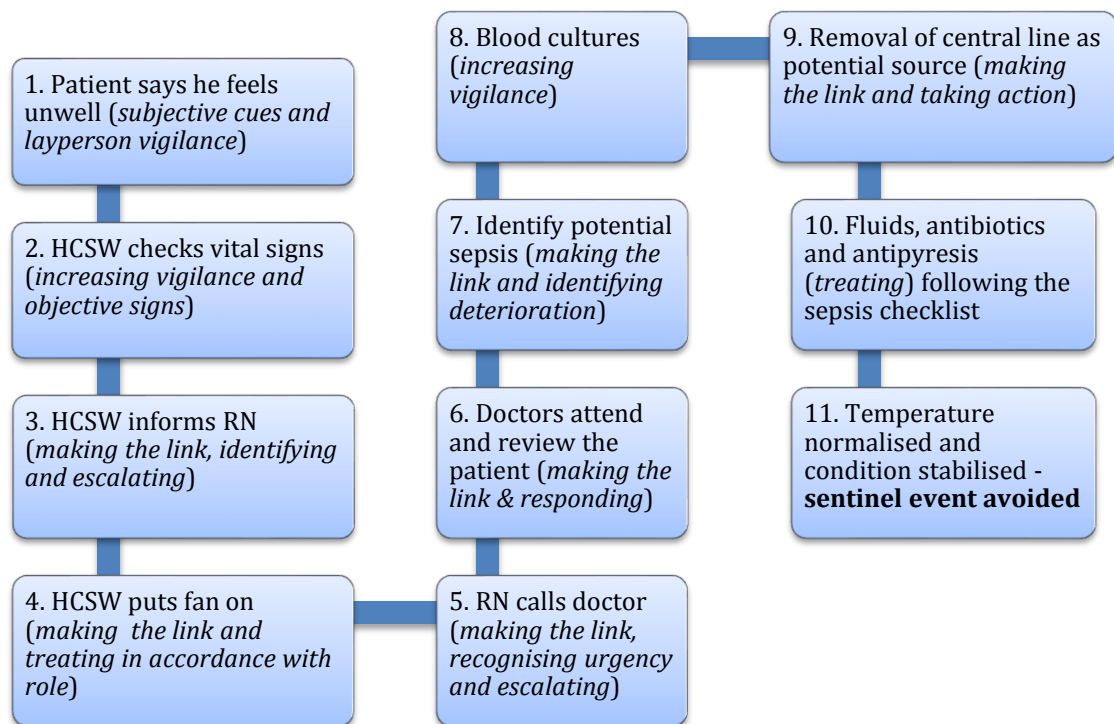 1. Patient says he feels
unwell (subjective cues and
layperson vigilance)
2. HCSW checks vital signs
(increasing vigilance and
objective signs)
3. HCSW informs RN
(making the link, identifying
and escalating)
4. HCSW puts fan on
(making  the link and
treating in accordance with
role)
5. RN calls doctor
(making the link,
recognising urgency
and escalating)
6. Doctors attend
and review the
patient (making the
link & responding)
7. Identify potential
sepsis (making the
link and identifying
deterioration)
8. Blood cultures
(increasing
vigilance)
9. Removal of central line as
potential source (making
the link and taking action)
10. Fluids, antibiotics
and antipyresis
(treating) following the
sepsis checklist
11. Temperature
normalised and
condition stabilised -
sentinel event avoided